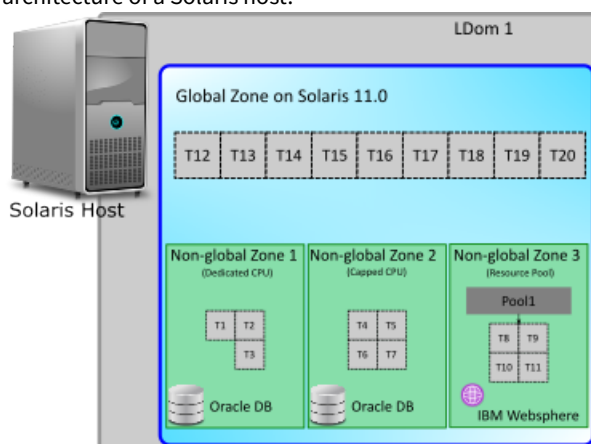 architecture of a Solaris host.
LDom 1
Global Zone on Solaris 11.0
T12 T13 T14 T15 T16 T17 T18 T19 T20
Solaris Host
Non-global Zone 1
(Dedicated CPU)
T1 T2
T3
Oracle DB
Non-global Zone 2
(Capped CPU)
T4 T5
T6 T7
Oracle DB
Non-global Zone 3
(Resource Pool)
Pool1
T8 T9
T10 T11
IBM Websphere